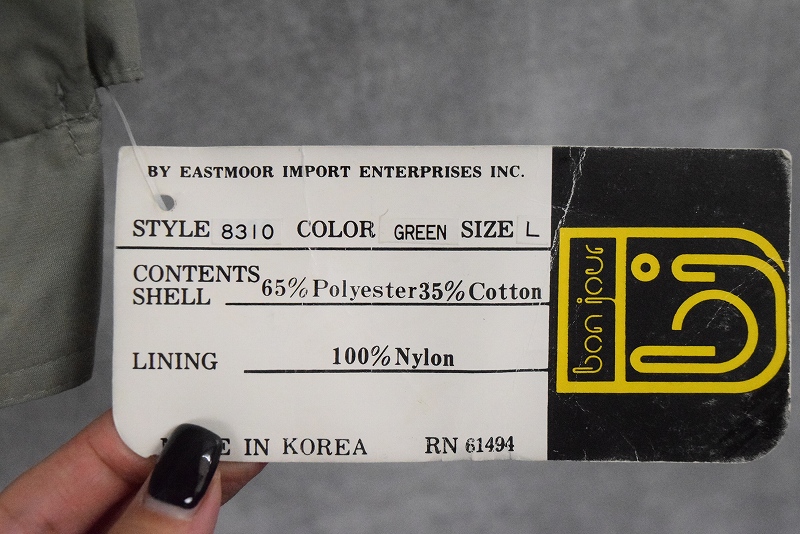 BY EASTMOOR IMPORT ENTERPRISES INC.
STYLE 8310 COLOR GREEN SIZE L
CONTENTS
SHELL 65% Polyester 35% Cotton
LINING 100% Nylon
IN KOREA RN 61494
bon jour
bj